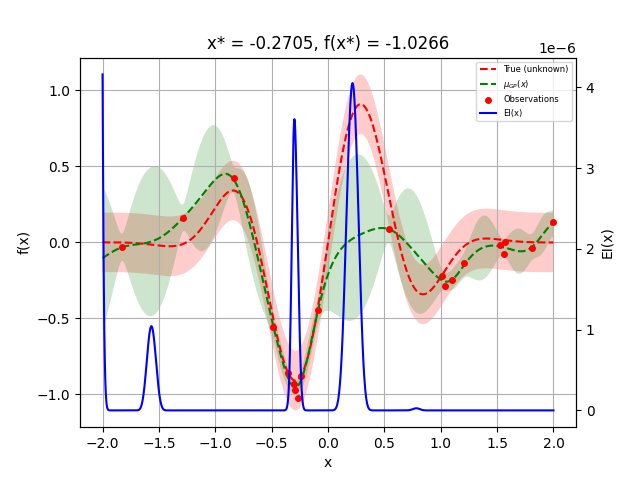 x* = -0.2705, f(x*) = -1.0266
1e−6
True (unknown)
μGP(x)
Observations
EI(x)
1.0
0.5
0.0
−0.5
−1.0
f(x)
4
3
2
1
0
EI(x)
−2.0 −1.5 −1.0 −0.5 0.0 0.5 1.0 1.5 2.0
x